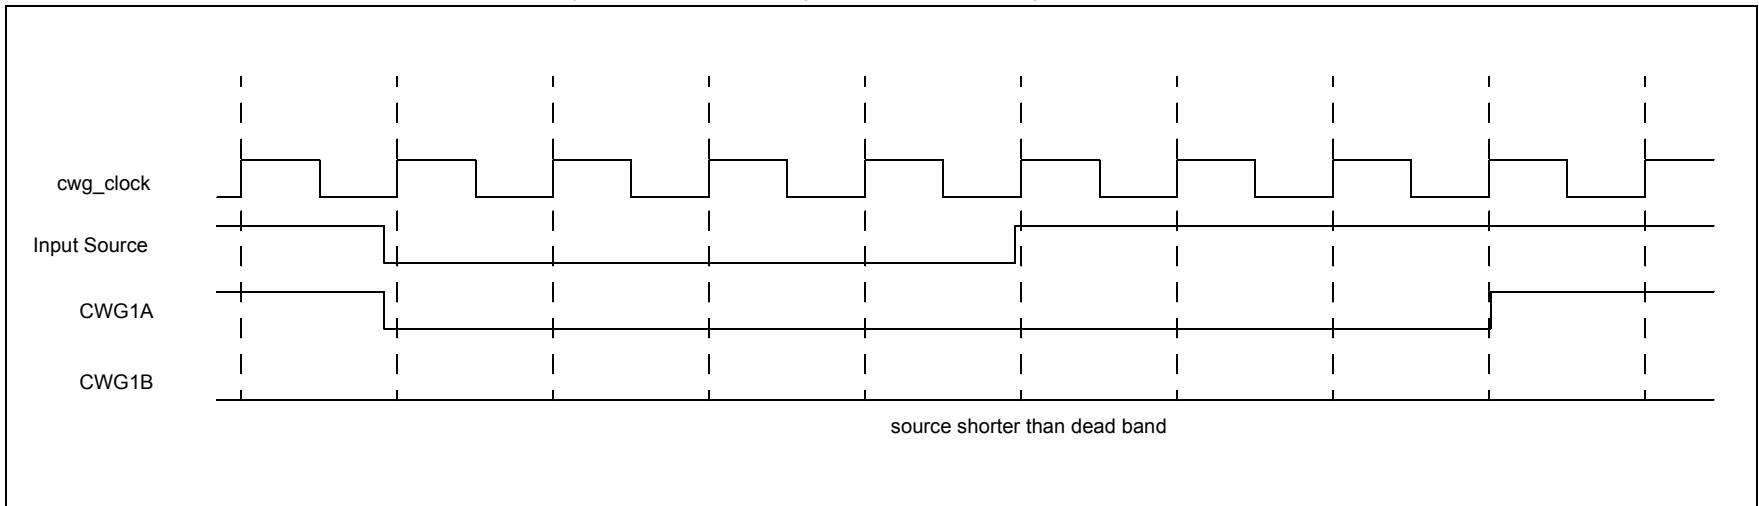 cwg_clock
Input Source
CWG1A
CWG1B
source shorter than dead band